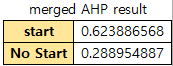 merged AHP result
start 0.623886568
No Start 0.288954887